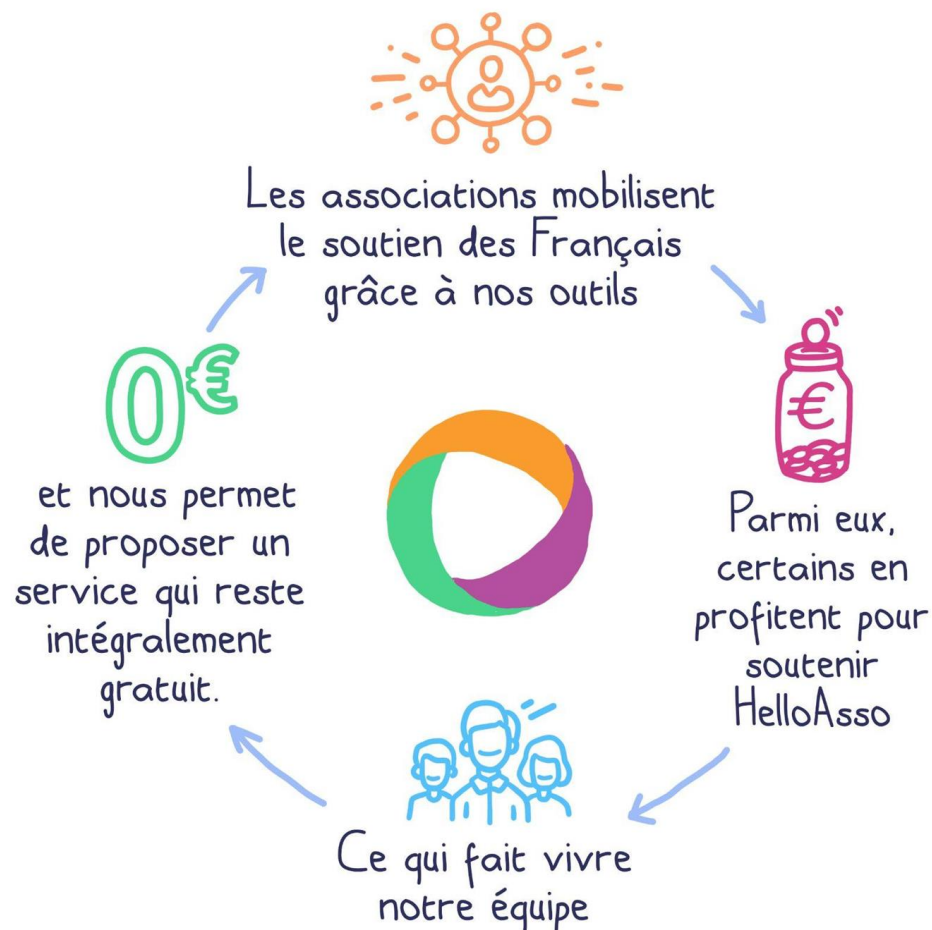 Les associations mobilisent
le soutien des Français
grâce à nos outils
€
Parmi eux,
certains en
profitent pour
soutenir
HelloAsso
Ce qui fait vivre
notre équipe
0€
et nous permet
de proposer un
service qui reste
intégralement
gratuit.